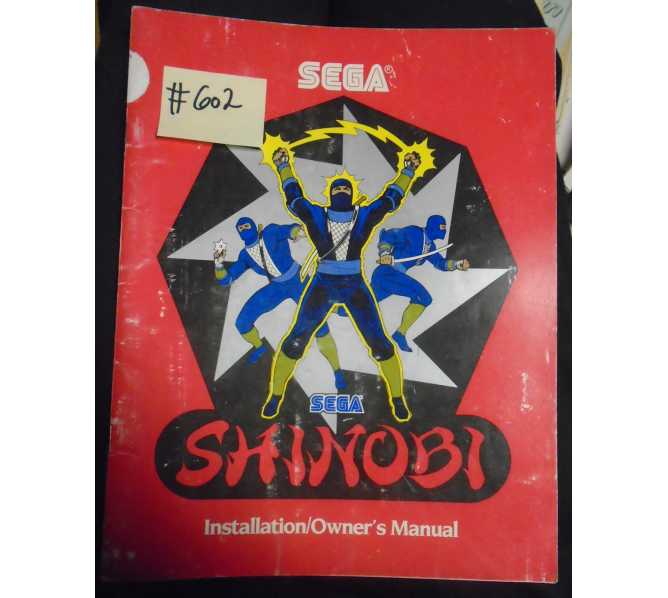 SEGA®
#602
SEGA
SHINOBI
Installation/Owner's Manual